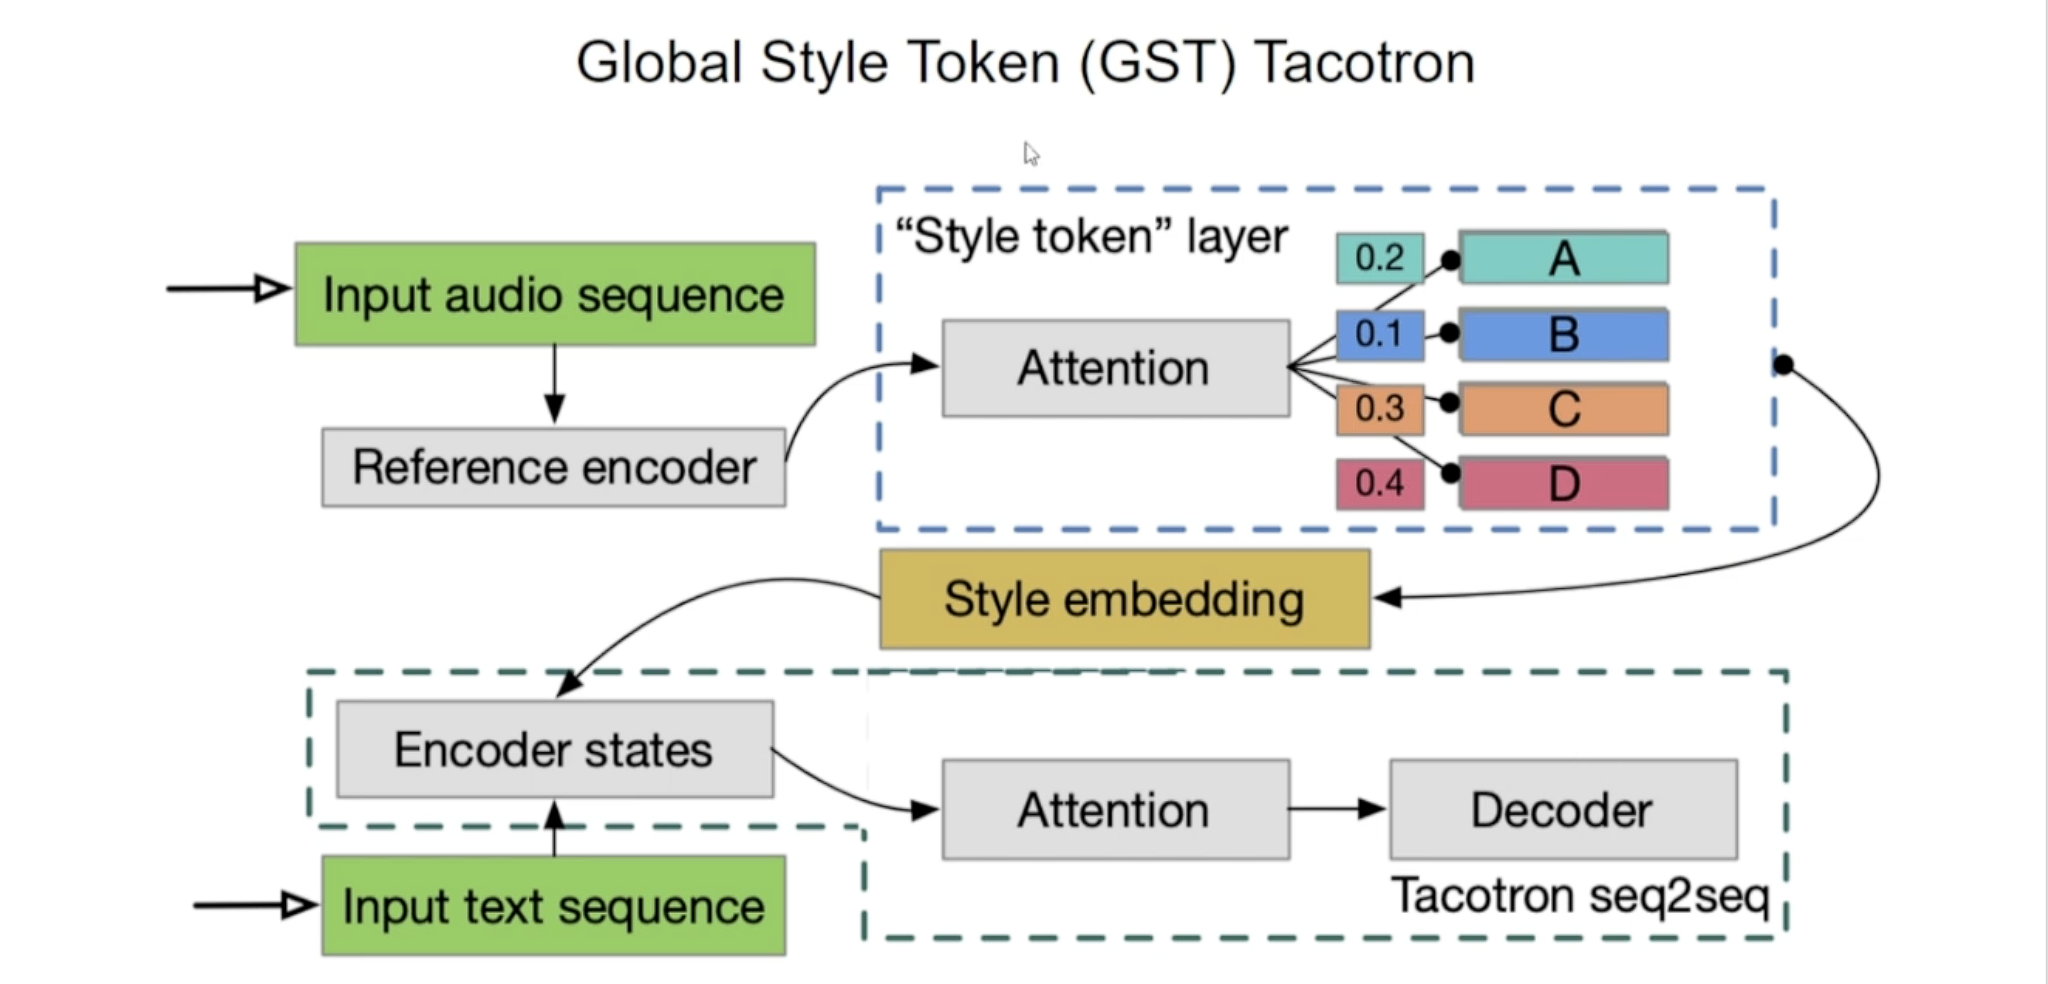 Global Style Token (GST) Tacotron
Input audio sequence
Reference encoder
“Style token” layer
Attention
0.2 A
0.1 B
0.3 C
0.4 D
Style embedding
Encoder states
Input text sequence
Attention
Decoder
Tacotron seq2seq